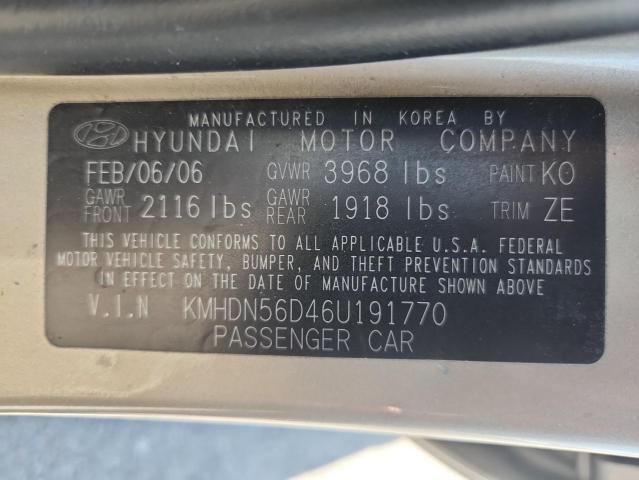 MANUFACTURED IN KOREA BY
HYUNDAI MOTOR COMPANY
FEB/06/06 GVWR 3968 lbs PAINT KO
GAWR FRONT 2116 lbs GAWR REAR 1918 lbs TRIM ZE
THIS VEHICLE CONFORMS TO ALL APPLICABLE U.S.A. FEDERAL
MOTOR VEHICLE SAFETY, BUMPER, AND THEFT PREVENTION STANDARDS
IN EFFECT ON THE DATE OF MANUFACTURE SHOWN ABOVE.
V.I.N KMHDN56D46U191770
PASSENGER CAR